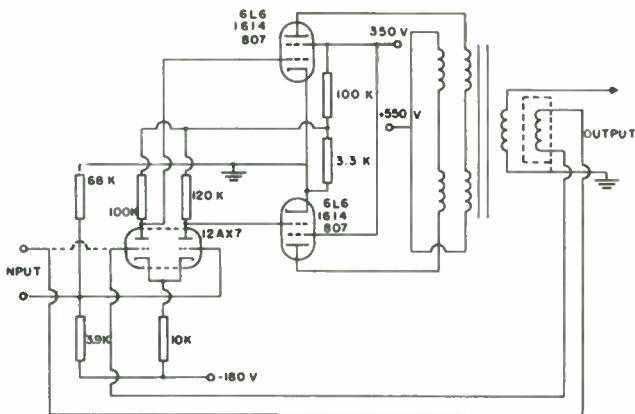 6L6
1614
807
350 V
100 K
+550 V
OUTPUT
3.3 K
68 K
100K
120 K
6L6
1614
807
12AX7
NPUT
3.9K
10K
-180 V